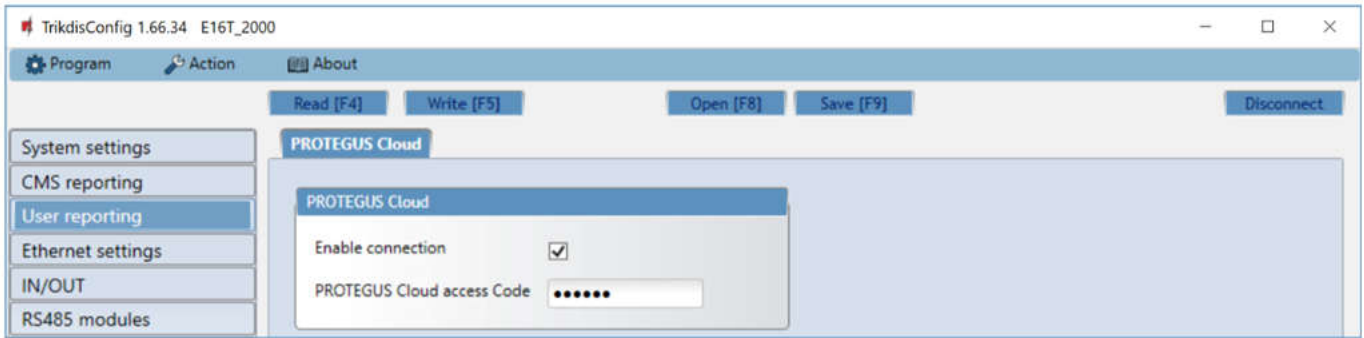 TrikdisConfig 1.66.34 E16T_2000
Program Action About
Read [F4] Write [F5] Open [F8] Save [F9] Disconnect
System settings
CMS reporting
User reporting
Ethernet settings
IN/OUT
RS485 modules
PROTEGUS Cloud
PROTEGUS Cloud
Enable connection
PROTEGUS Cloud access Code ••••••